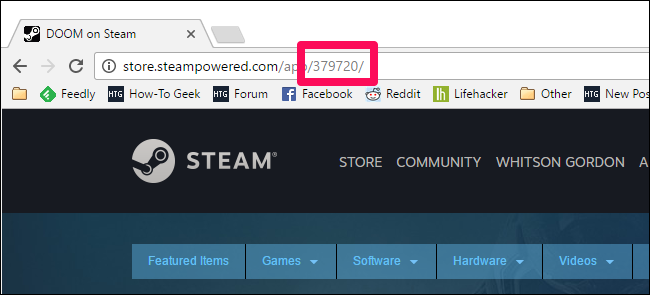 DOOM on Steam
store.steampowered.com/app/379720/
Feedly HTG How-To Geek HTG Forum Facebook Reddit lh Lifehacker Other HTG New Pos
STEAM® STORE COMMUNITY WHITSON GORDON A
Featured Items Games Software Hardware Videos